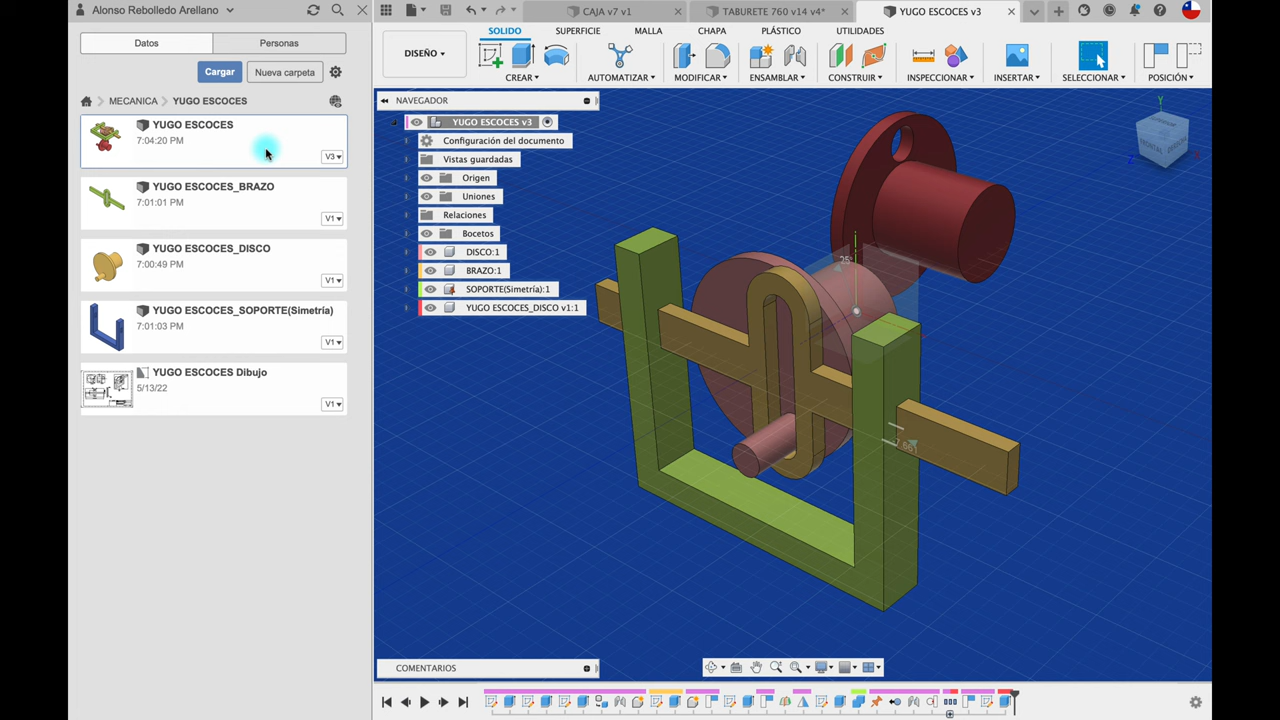 Alonso Rebolledo Arellano
Datos
Personas
Cargar
Nueva carpeta
MECANICA
YUGO ESCOCES
YUGO ESCOCES
7:04:20 PM
V3
YUGO ESCOCES_BRAZO
7:01:01 PM
V1
YUGO ESCOCES_DISCO
7:00:49 PM
V1
YUGO ESCOCES_SOPORTE(Simetría)
7:01:03 PM
V1
YUGO ESCOCES Dibujo
5/13/22
V1
CAJA v7 v1
TABURETE 760 v14 v4*
YUGO ESCOCES v3
SOLIDO
SUPERFICIE
MALLA
CHAPA
PLÁSTICO
UTILIDADES
DISEÑO
CREAR
AUTOMATIZAR
MODIFICAR
ENSAMBLAR
CONSTRUIR
INSPECCIONAR
INSERTAR
SELECCIONAR
POSICIÓN
NAVEGADOR
YUGO ESCOCES v3
Configuración del documento
Vistas guardadas
Origen
Uniones
Relaciones
Bocetos
DISCO:1
BRAZO:1
SOPORTE(Simetría):1
YUGO ESCOCES_DISCO v1:1
Y
Z
FRONTAL
COMENTARIOS